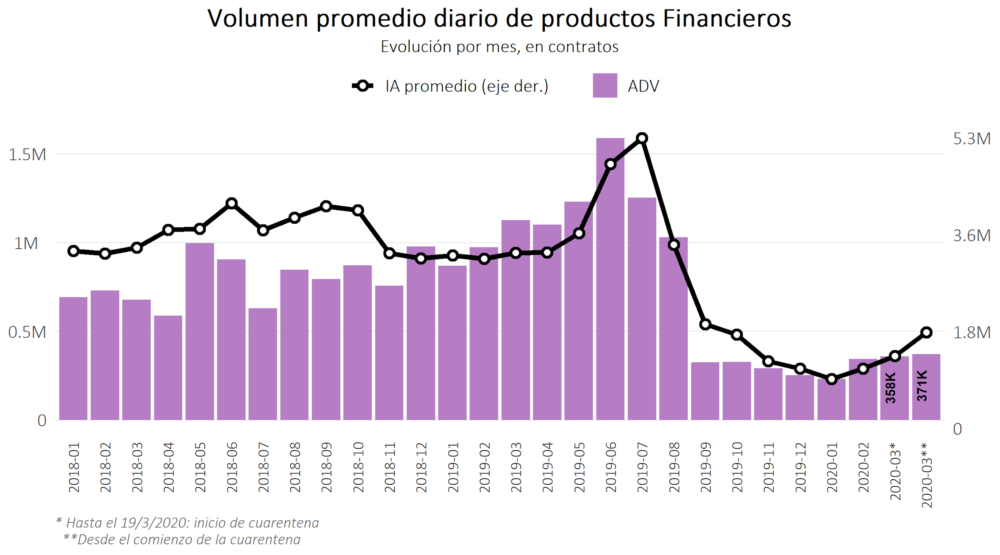 Volumen promedio diario de productos Financieros
Evolución por mes, en contratos
IA promedio (eje der.)
ADV
1.5M
1M
0.5M
0
5.3M
3.6M
1.8M
0
358K
371K
2018-01
2018-02
2018-03
2018-04
2018-05
2018-06
2018-07
2018-08
2018-09
2018-10
2018-11
2018-12
2019-01
2019-02
2019-03
2019-04
2019-05
2019-06
2019-07
2019-08
2019-09
2019-10
2019-11
2019-12
2020-01
2020-02
2020-03*
2020-03**
* Hasta el 19/3/2020: inicio de cuarentena
**Desde el comienzo de la cuarentena